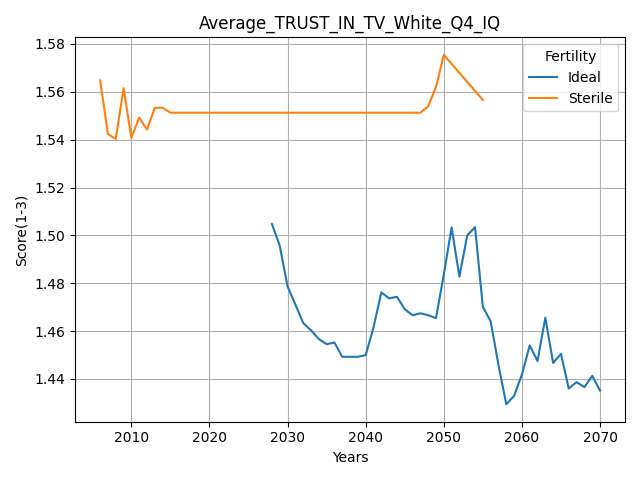 Average_TRUST_IN_TV_White_Q4_IQ
Score(1-3)
1.58
1.56
1.54
1.52
1.50
1.48
1.46
1.44
Fertility
Ideal
Sterile
2010 2020 2030 2040 2050 2060 2070
Years